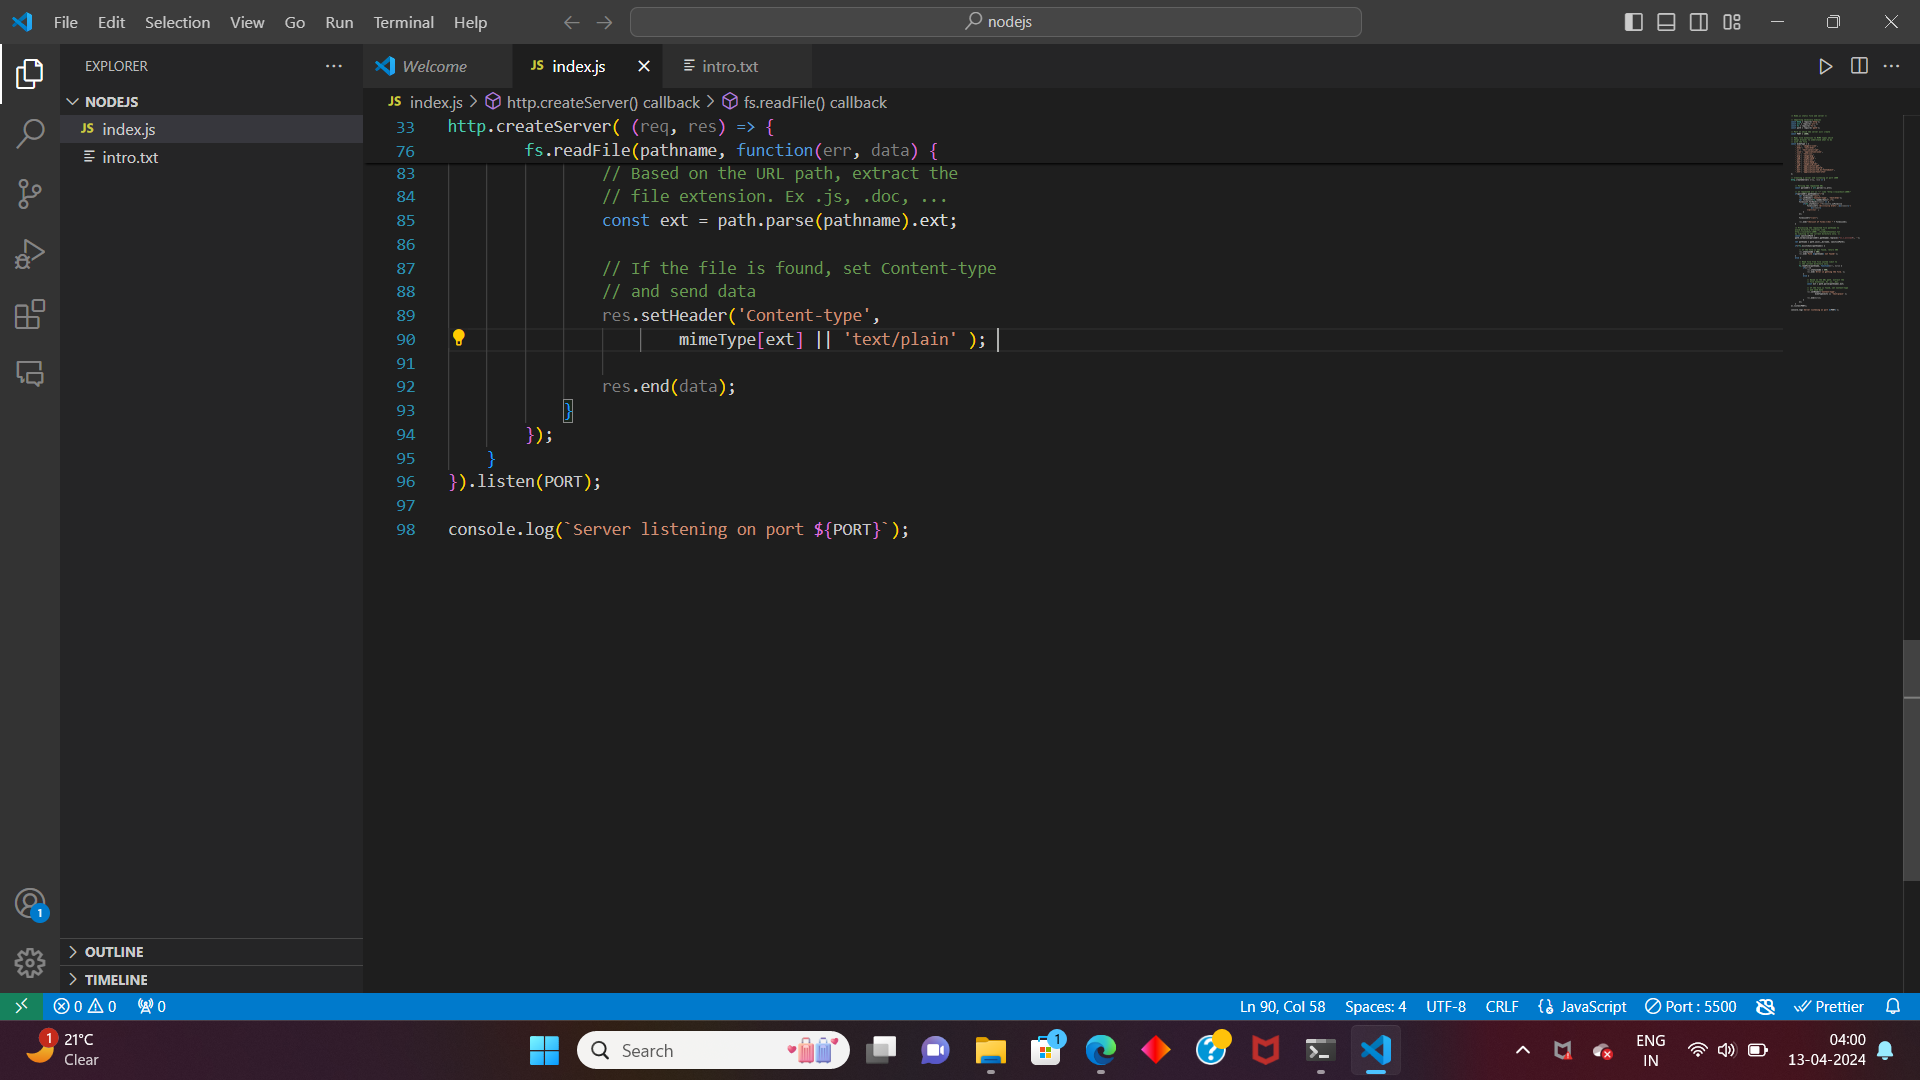 File Edit Selection View Go Run Terminal Help
nodejs
EXPLORER
NODEJS
JS index.js
intro.txt
OUTLINE
TIMELINE
Welcome
JS index.js
intro.txt
JS index.js > http.createServer() callback > fs.readFile() callback
33 http.createServer( (req, res) => {
76 fs.readFile(pathname, function(err, data) {
83 // Based on the URL path, extract the
84 // file extension. Ex .js, .doc, ...
85 const ext = path.parse(pathname).ext;
86
87 // If the file is found, set Content-type
88 // and send data
89 res.setHeader('Content-type',
90 mimeType[ext] || 'text/plain' );
91
92 res.end(data);
93 }
94 });
95 }
96 }).listen(PORT);
97
98 console.log(`Server listening on port ${PORT}`);
1
0 0 0
Ln 90, Col 58 Spaces: 4 UTF-8 CRLF JavaScript Port : 5500 Prettier
1
21°C
Clear
Search
1
ENG
IN
04:00
13-04-2024